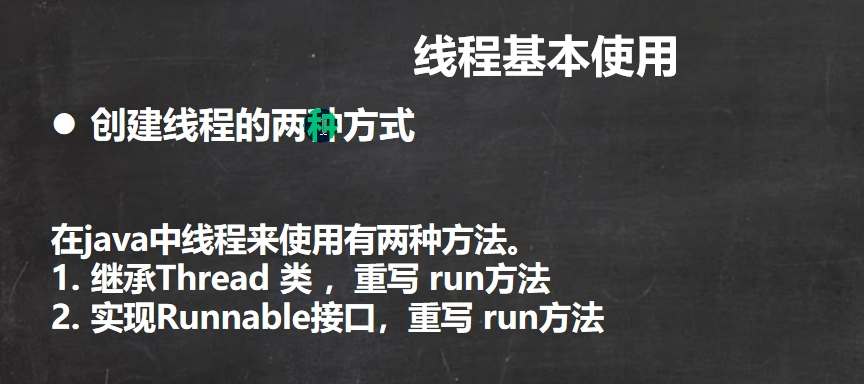 线程基本使用
● 创建线程的两种方式
在java中线程来使用有两种方法。
1. 继承Thread 类 ，重写 run方法
2. 实现Runnable接口，重写 run方法